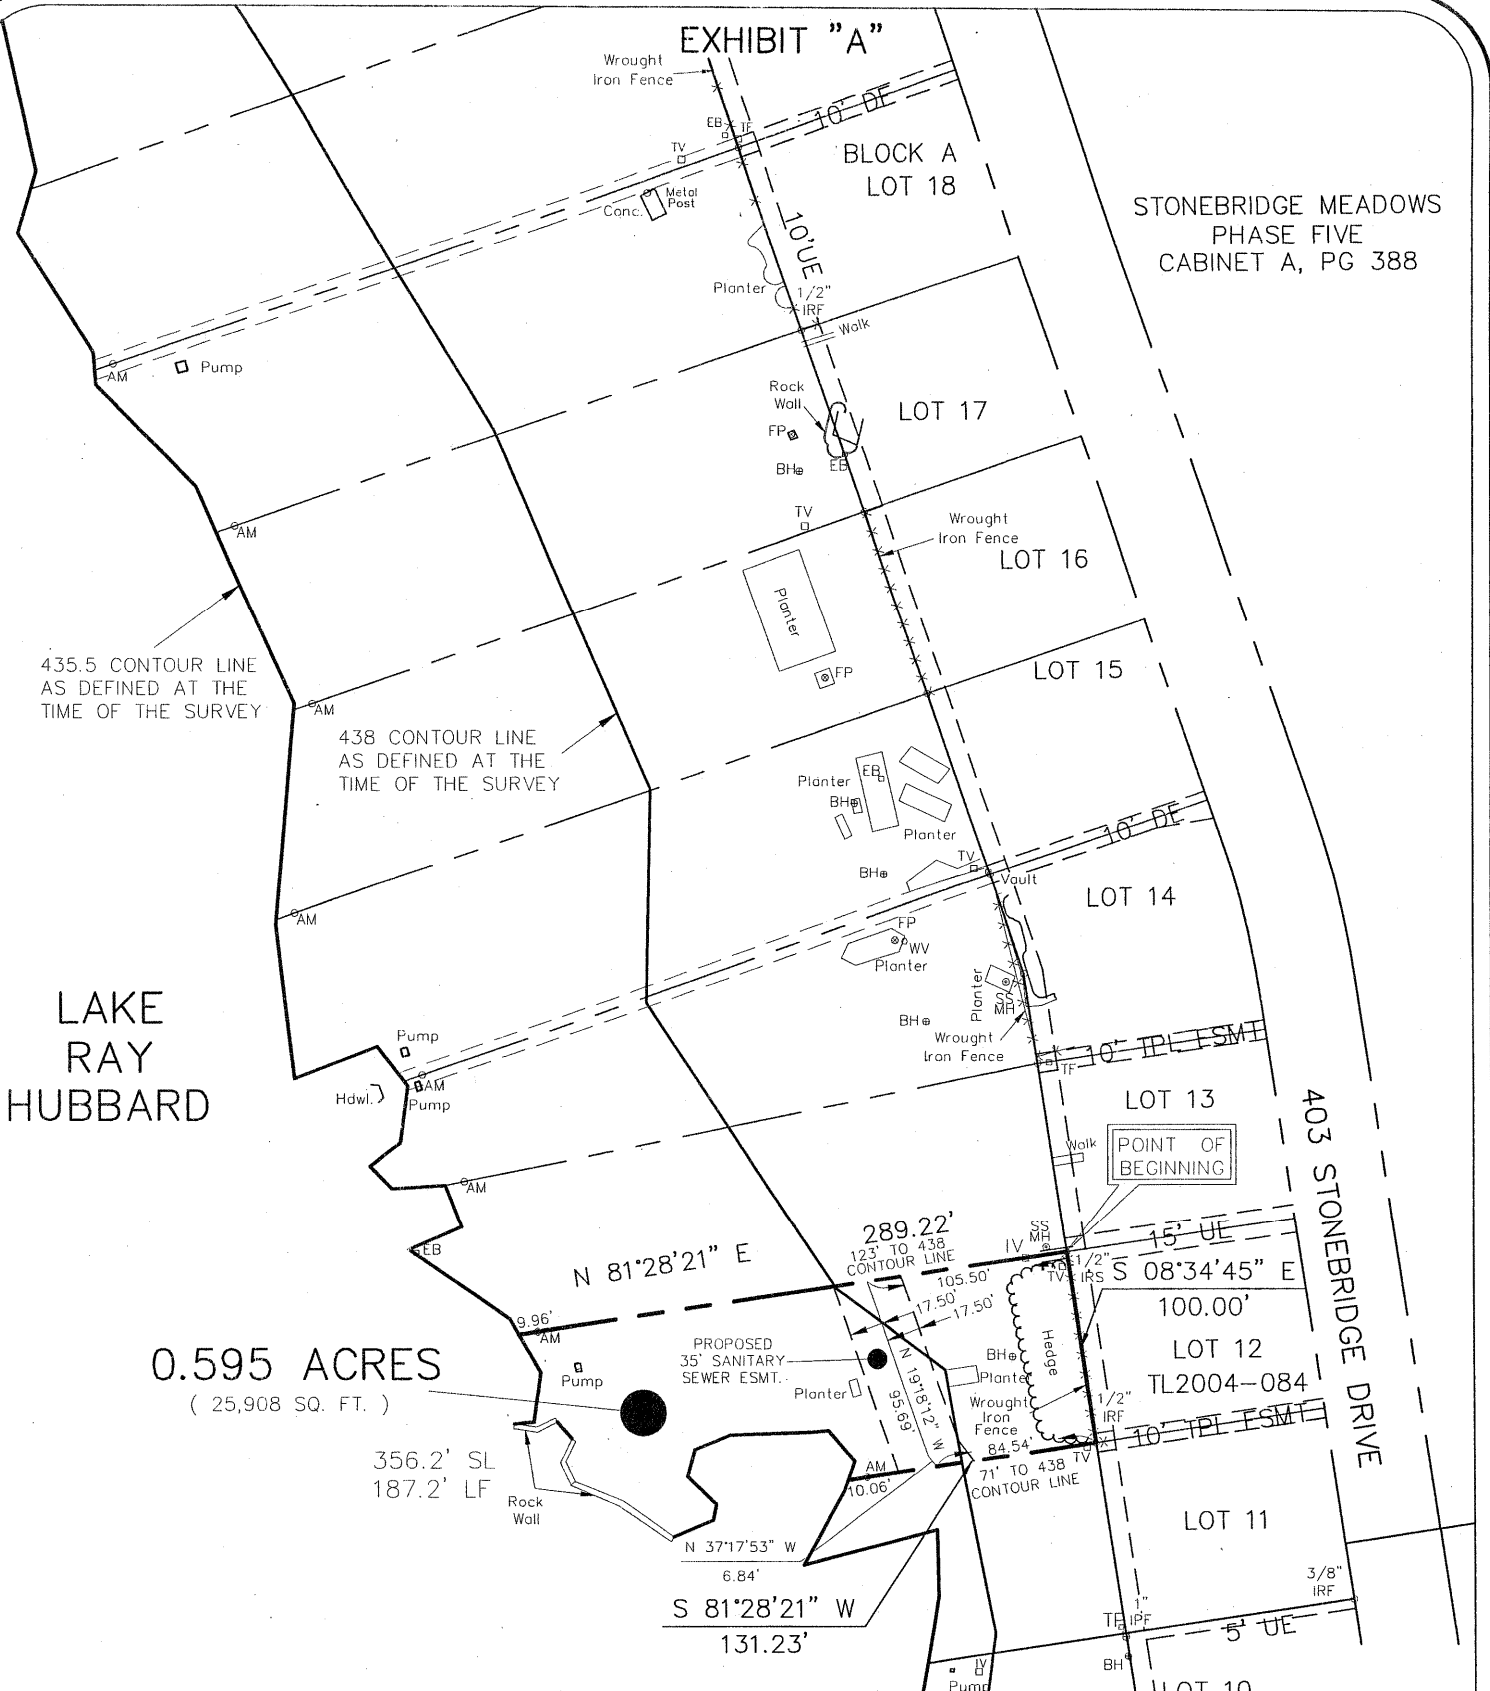 EXHIBIT "A"
Wrought
Iron Fence
10' DE
EB
TF
TV
BLOCK A
LOT 18
Metal
Post
Conc.
STONEBRIDGE MEADOWS
PHASE FIVE
CABINET A, PG 388
10'UE
Planter
1/2"
IRF
Walk
AM
Pump
Rock
Wall
LOT 17
FP
EB
BH
TV
AM
Wrought
Iron Fence
LOT 16
Planter
FP
435.5 CONTOUR LINE
AS DEFINED AT THE
TIME OF THE SURVEY
LOT 15
AM
438 CONTOUR LINE
AS DEFINED AT THE
TIME OF THE SURVEY
Planter
EB
BH
Planter
10' DE
TV
BH
Vault
LOT 14
AM
FP
WV
Planter
Planter
SS
MH
LAKE
RAY
HUBBARD
BH
Wrought
Iron Fence
10' TPL ESMT
TF
Pump
AM
Pump
Hdwl.
LOT 13
403 STONEBRIDGE DRIVE
Walk
POINT OF
BEGINNING
AM
EB
N 81°28'21" E
289.22'
123' TO 438
CONTOUR LINE
105.50'
SS
MH
IV
15' UE
1/2"
IRS
TV
S 08°34'45" E
100.00'
17.50'
17.50'
9.96'
AM
PROPOSED
35' SANITARY
SEWER ESMT.
N 19°18'12" W
95.69'
Hedge
BH
LOT 12
TL2004-084
0.595 ACRES
( 25,908 SQ. FT. )
Pump
Planter
Planter
Wrought
Iron
Fence
1/2"
IRF
10' TPL ESMT
84.54'
TV
71' TO 438
CONTOUR LINE
AM
10.06'
356.2' SL
187.2' LF
Rock
Wall
LOT 11
N 37°17'53" W
6.84'
S 81°28'21" W
131.23'
3/8"
IRF
1"
IPF
TF
5' UE
BH
IV
Pump
LOT 10